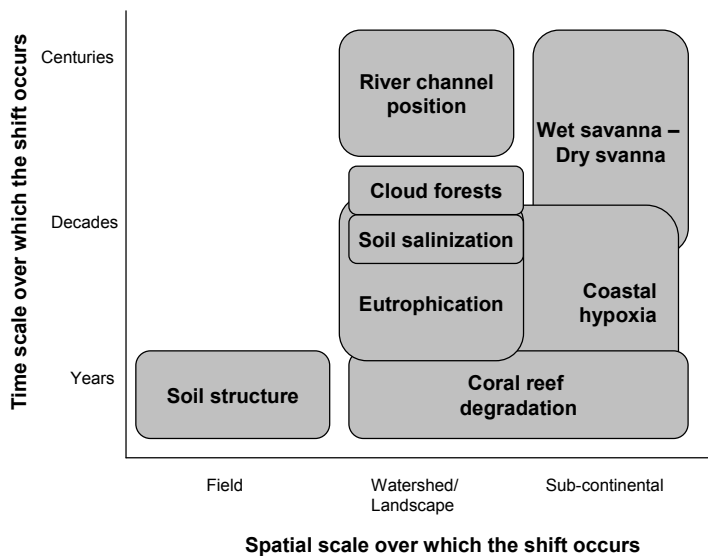 Time scale over which the shift occurs
Centuries
Decades
Years
River channel
position
Wet savanna –
Dry svanna
Cloud forests
Soil salinization
Eutrophication
Coastal
hypoxia
Soil structure
Coral reef
degradation
Field
Watershed/
Landscape
Sub-continental
Spatial scale over which the shift occurs